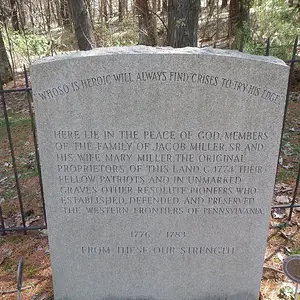 WHOSO IS HEROIC WILL ALWAYS FIND CRISES TO TRY HIS EDGE
HERE LIE IN THE PEACE OF GOD, MEMBERS
OF THE FAMILY OF JACOB MILLER, SR. AND
HIS WIFE, MARY MILLER, THE ORIGINAL
PROPRIETORS OF THIS LAND C. 1774, THEIR
FELLOW PATRIOTS AND IN UNMARKED
GRAVES OTHER RESOLUTE PIONEERS WHO
ESTABLISHED, DEFENDED AND PRESERVED
THE WESTERN FRONTIERS OF PENNSYLVANIA
1776 - 1783
FROM THESE OUR STRENGTH